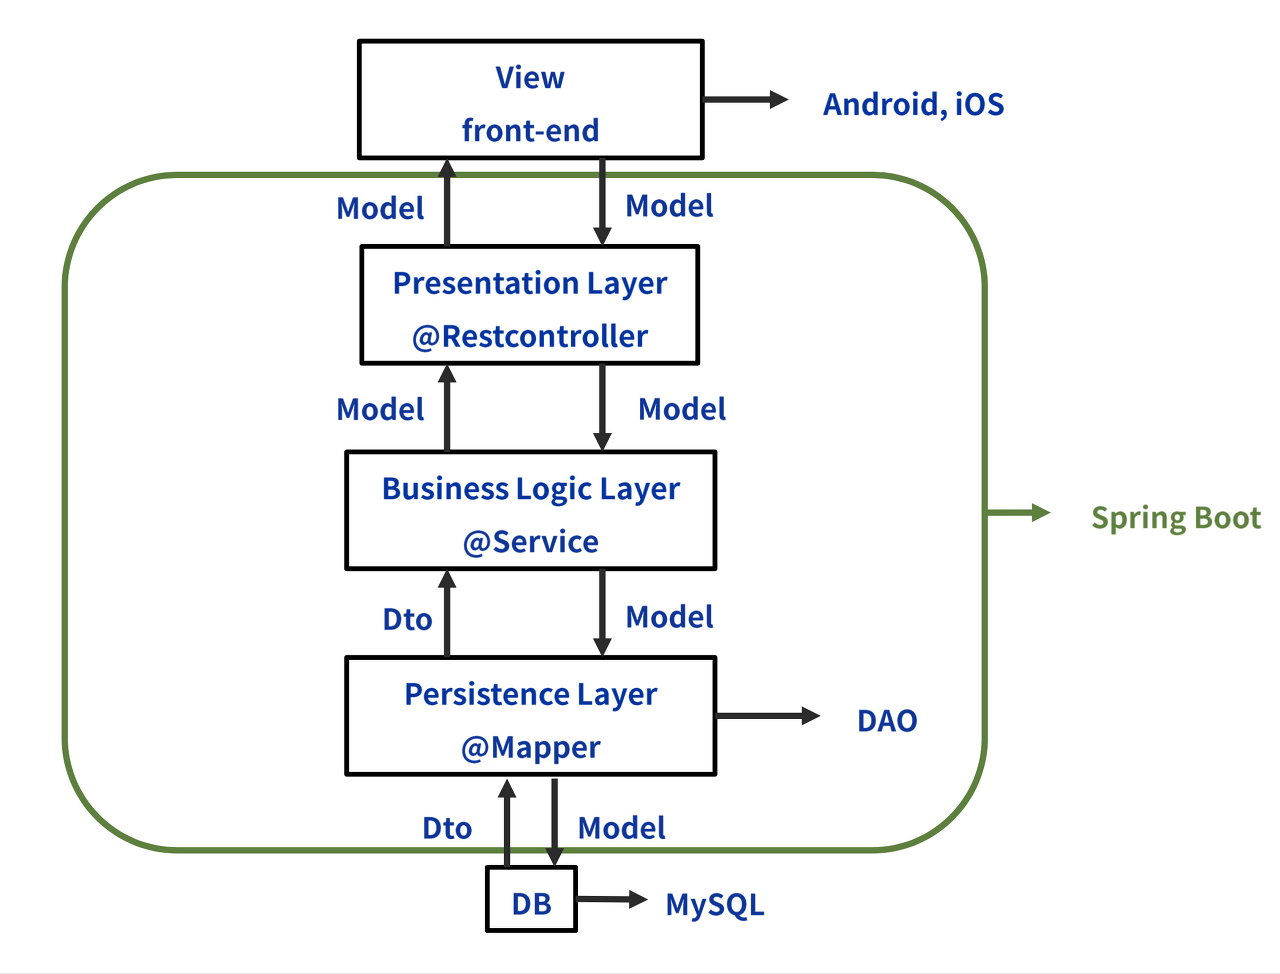 View
front-end
Android, iOS
Model
Model
Presentation Layer
@Restcontroller
Model
Model
Business Logic Layer
@Service
Spring Boot
Dto
Model
Persistence Layer
@Mapper
DAO
Dto
Model
DB
MySQL